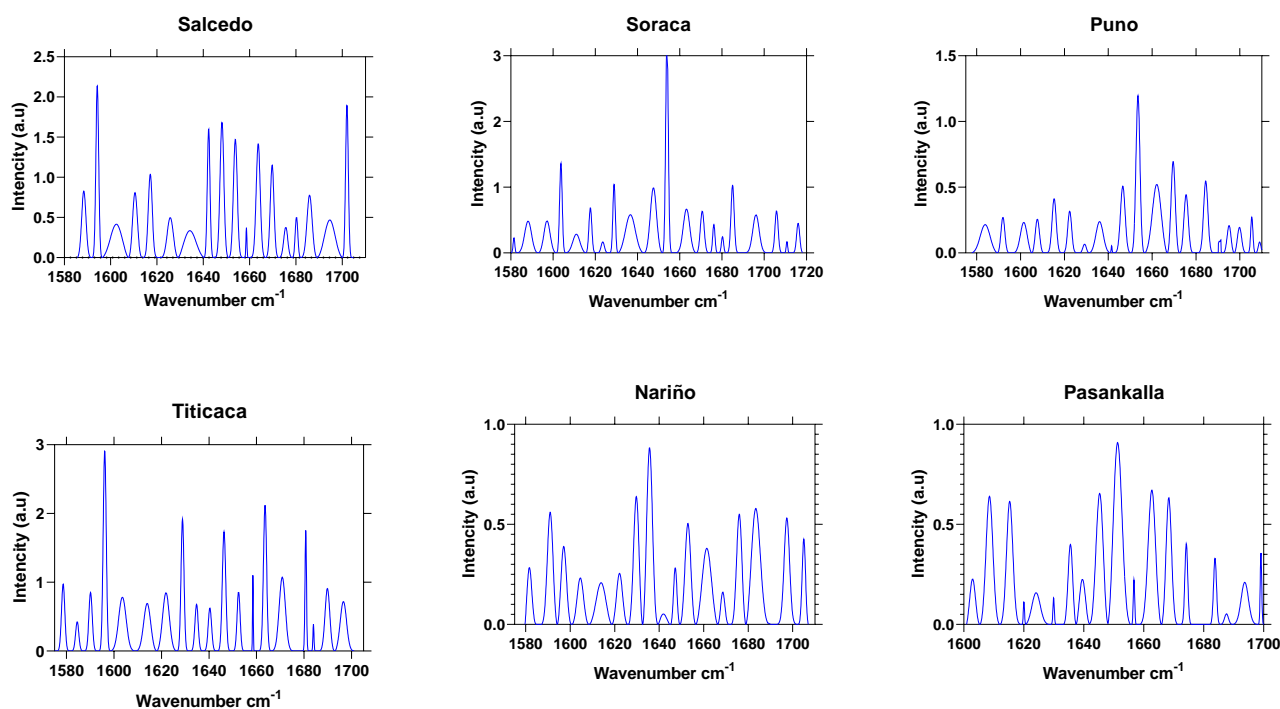 Salcedo
Intencity (a.u)
2.5
2.0
1.5
1.0
0.5
0.0
1580 1600 1620 1640 1660 1680 1700
Wavenumber cm-1
Soraca
Intencity (a.u)
3
2
1
0
1580 1600 1620 1640 1660 1680 1700 1720
Wavenumber cm-1
Puno
Intencity (a.u)
1.5
1.0
0.5
0.0
1580 1600 1620 1640 1660 1680 1700
Wavenumber cm-1
Titicaca
Intencity (a.u)
3
2
1
0
1580 1600 1620 1640 1660 1680 1700
Wavenumber cm-1
Nariño
Intencity (a.u)
1.0
0.5
0.0
1580 1600 1620 1640 1660 1680 1700
Wavenumber cm-1
Pasankalla
Intencity (a.u)
1.0
0.5
0.0
1600 1620 1640 1660 1680 1700
Wavenumber cm-1